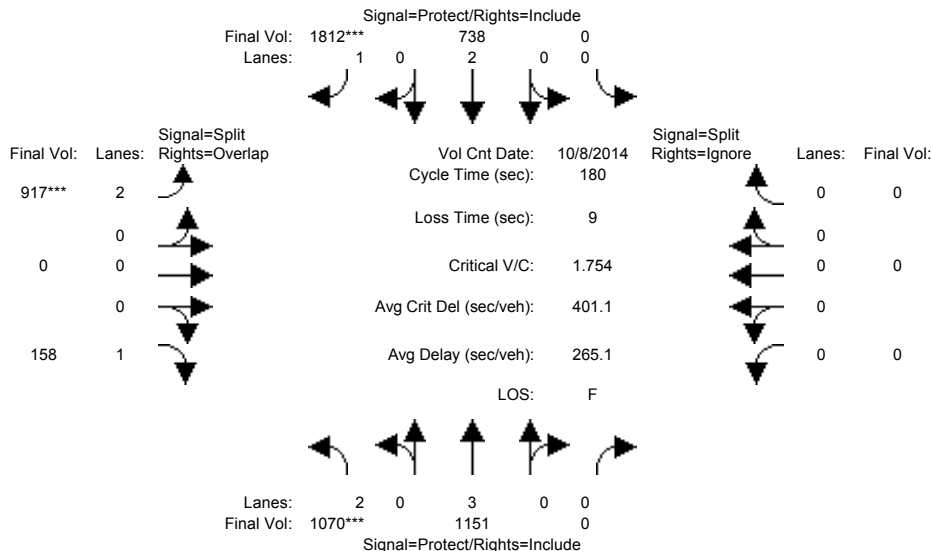 Signal=Protect/Rights=Include
Final Vol: 1812*** 738 0
Lanes: 1 0 2 0 0
Signal=Split Signal=Split
Final Vol: Lanes: Rights=Overlap Vol Cnt Date: 10/8/2014 Rights=Ignore Lanes: Final Vol:
Cycle Time (sec): 180
917*** 2 0 0
Loss Time (sec): 9
0 0
0 0 Critical V/C: 1.754 0 0
0 Avg Crit Del (sec/veh): 401.1 0
158 1 Avg Delay (sec/veh): 265.1 0 0
LOS: F
Lanes: 2 0 3 0 0
Final Vol: 1070*** 1151 0
Signal=Protect/Rights=Include